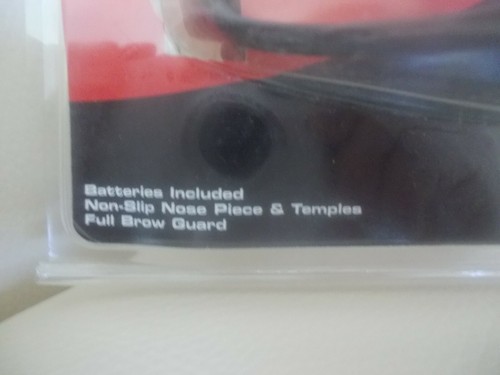 Batteries Included
Non-Slip Nose Piece & Temples
Full Brow Guard